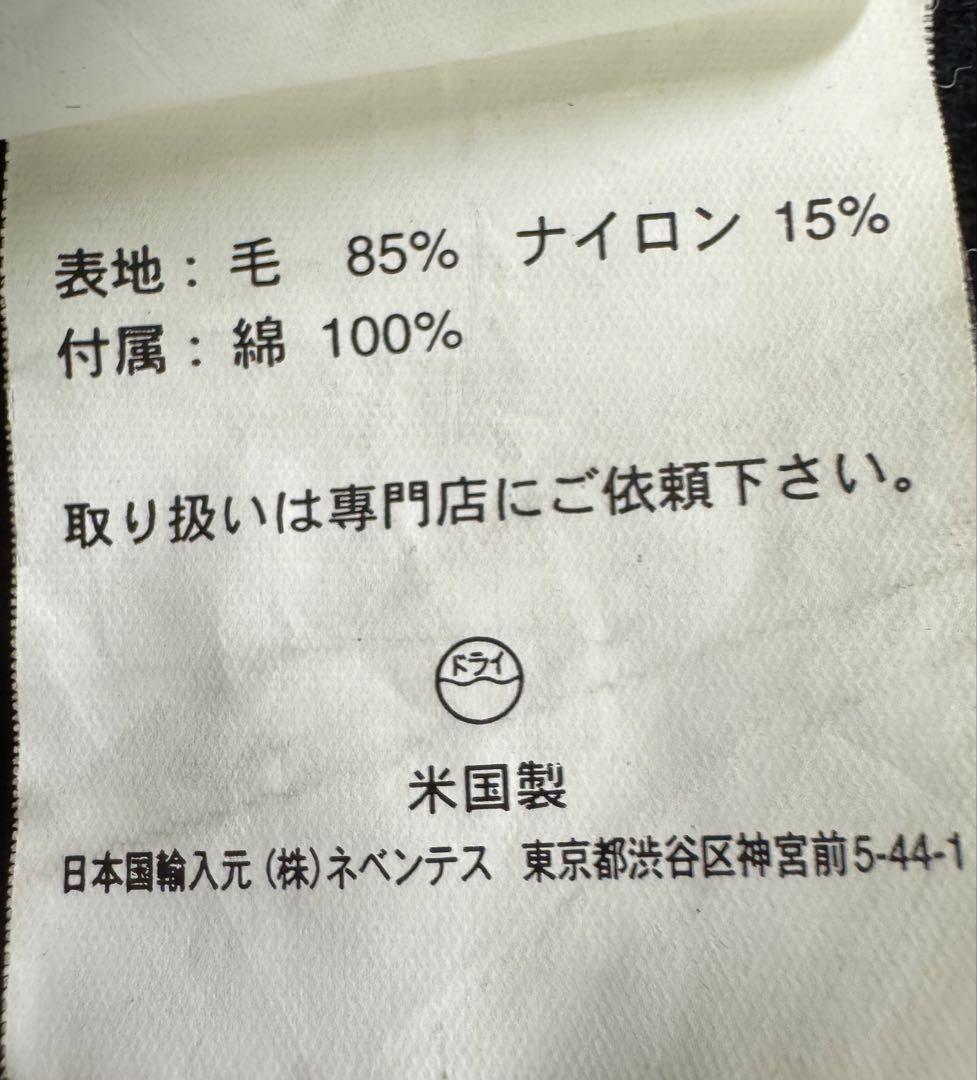 表地：毛 85% ナイロン 15%
付属：綿 100%
取り扱いは専門店にご依頼下さい。
ドライ
米国製
日本国輸入元（株）ネペンテス 東京都渋谷区神宮前5-44-1